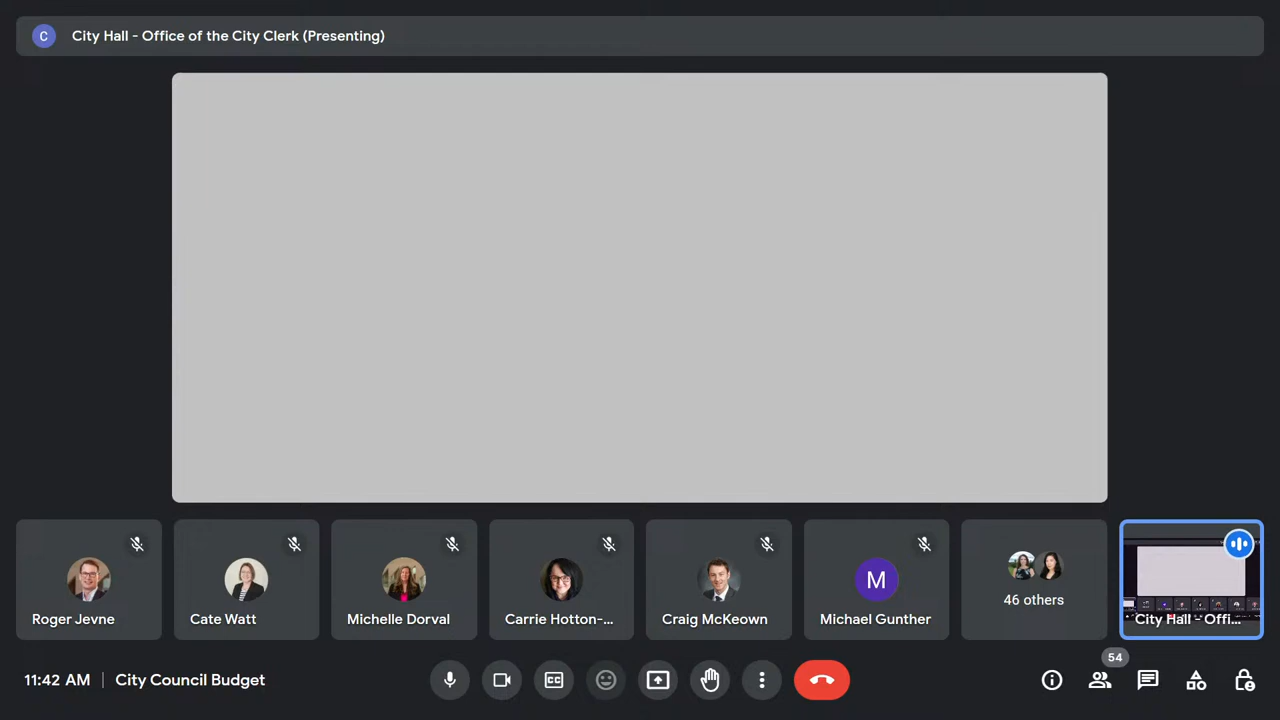 C City Hall - Office of the City Clerk (Presenting)
Roger Jevne
Cate Watt
Michelle Dorval
Carrie Hotton-...
Craig McKeown
M
Michael Gunther
46 others
City Hall - Offi...
11:42 AM | City Council Budget
CC
54